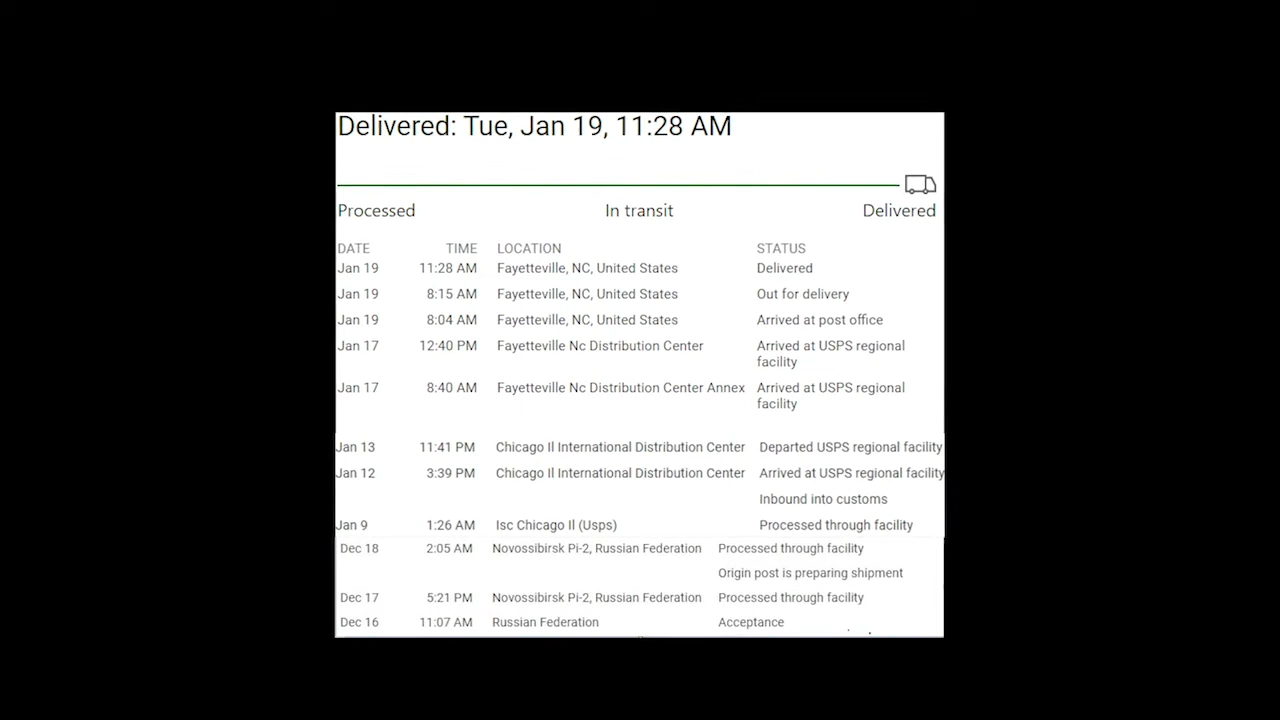 Delivered: Tue, Jan 19, 11:28 AM
Processed In transit Delivered
DATE TIME LOCATION STATUS
Jan 19 11:28 AM Fayetteville, NC, United States Delivered
Jan 19 8:15 AM Fayetteville, NC, United States Out for delivery
Jan 19 8:04 AM Fayetteville, NC, United States Arrived at post office
Jan 17 12:40 PM Fayetteville Nc Distribution Center Arrived at USPS regional
facility
Jan 17 8:40 AM Fayetteville Nc Distribution Center Annex Arrived at USPS regional
facility
Jan 13 11:41 PM Chicago Il International Distribution Center Departed USPS regional facility
Jan 12 3:39 PM Chicago Il International Distribution Center Arrived at USPS regional facility
Inbound into customs
Jan 9 1:26 AM Isc Chicago Il (Usps) Processed through facility
Dec 18 2:05 AM Novossibirsk Pi-2, Russian Federation Processed through facility
Origin post is preparing shipment
Dec 17 5:21 PM Novossibirsk Pi-2, Russian Federation Processed through facility
Dec 16 11:07 AM Russian Federation Acceptance